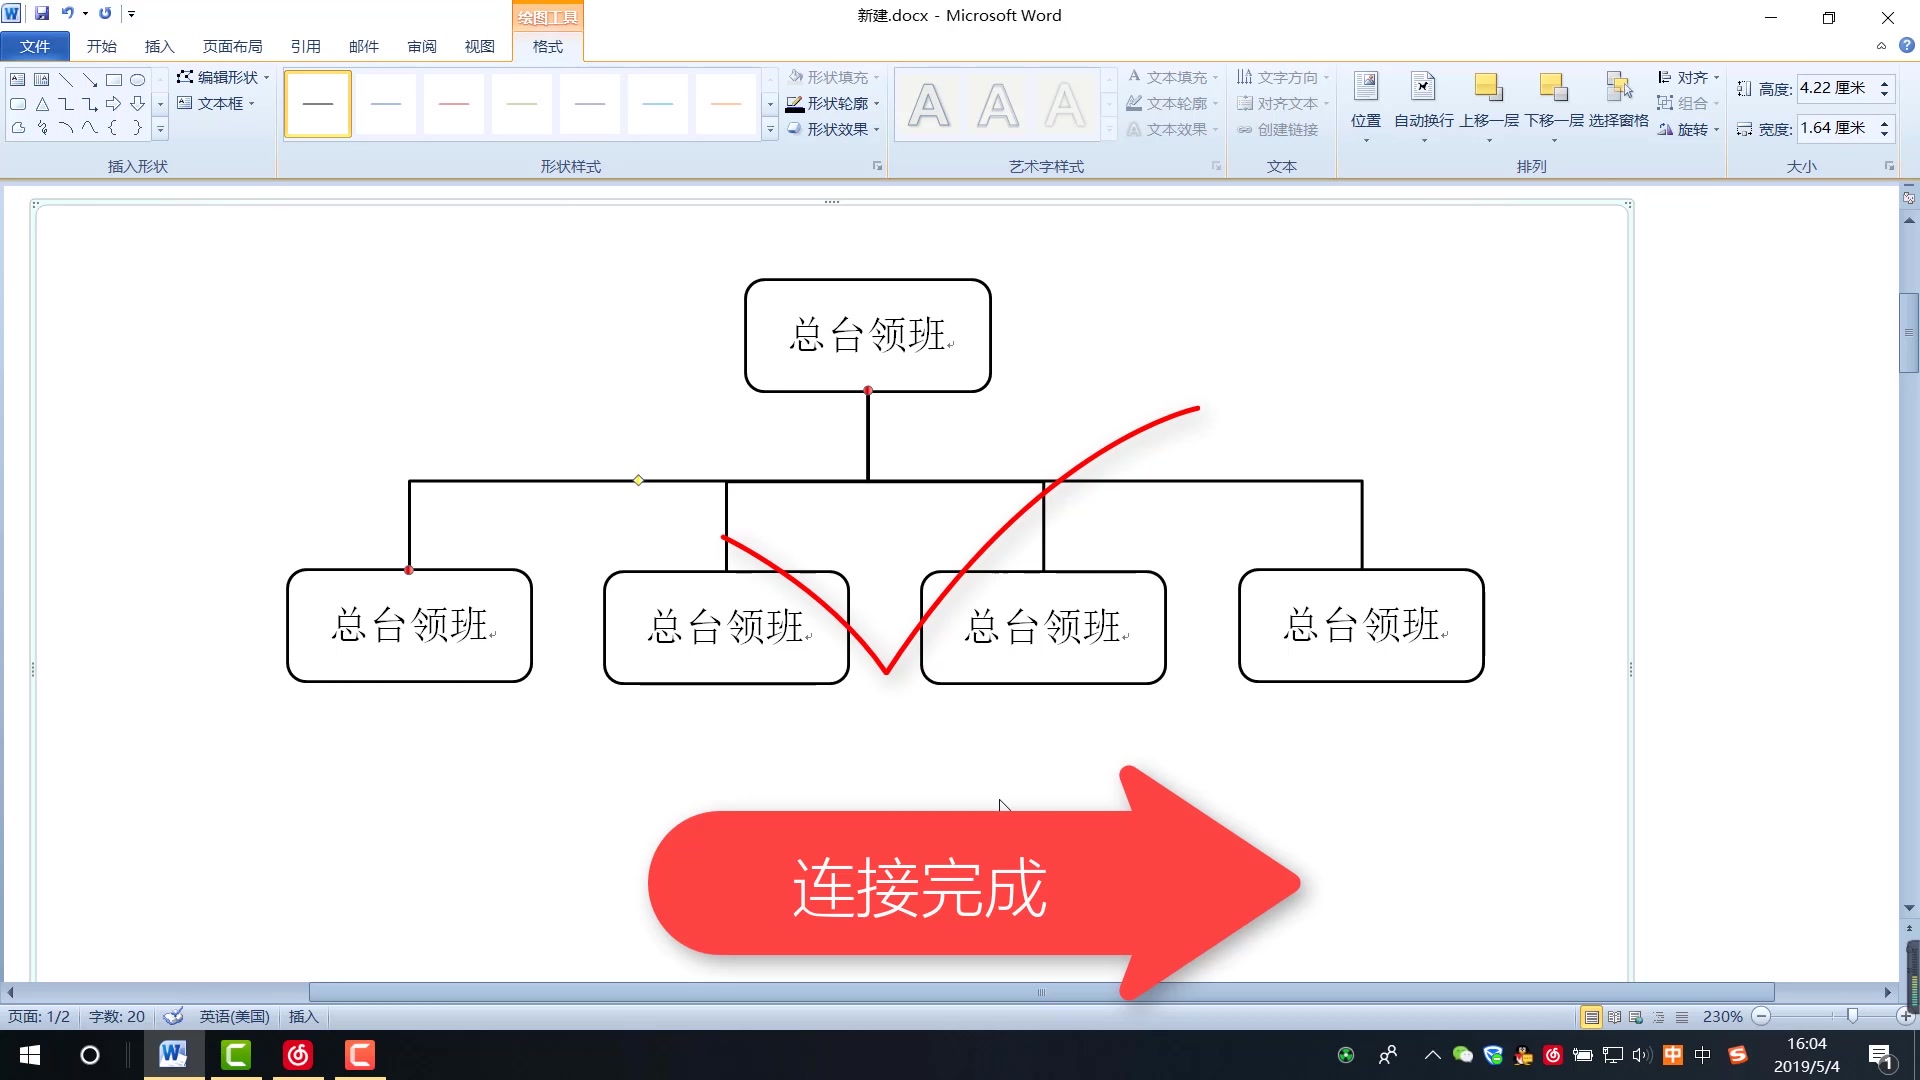 新建.docx - Microsoft Word
绘图工具
文件 开始 插入 页面布局 引用 邮件 审阅 视图 格式
编辑形状
文本框
插入形状
形状填充
形状轮廓
形状效果
形状样式
A A A
文本填充
文本轮廓
文本效果
艺术字样式
文字方向
对齐文本
创建链接
文本
位置 自动换行 上移一层 下移一层 选择窗格
对齐
组合
旋转
排列
高度: 4.22 厘米
宽度: 1.64 厘米
大小
总台领班
总台领班 总台领班 总台领班 总台领班
连接完成
页面: 1/2 字数: 20 英语(美国) 插入 230%
中 中
16:04
2019/5/4
1